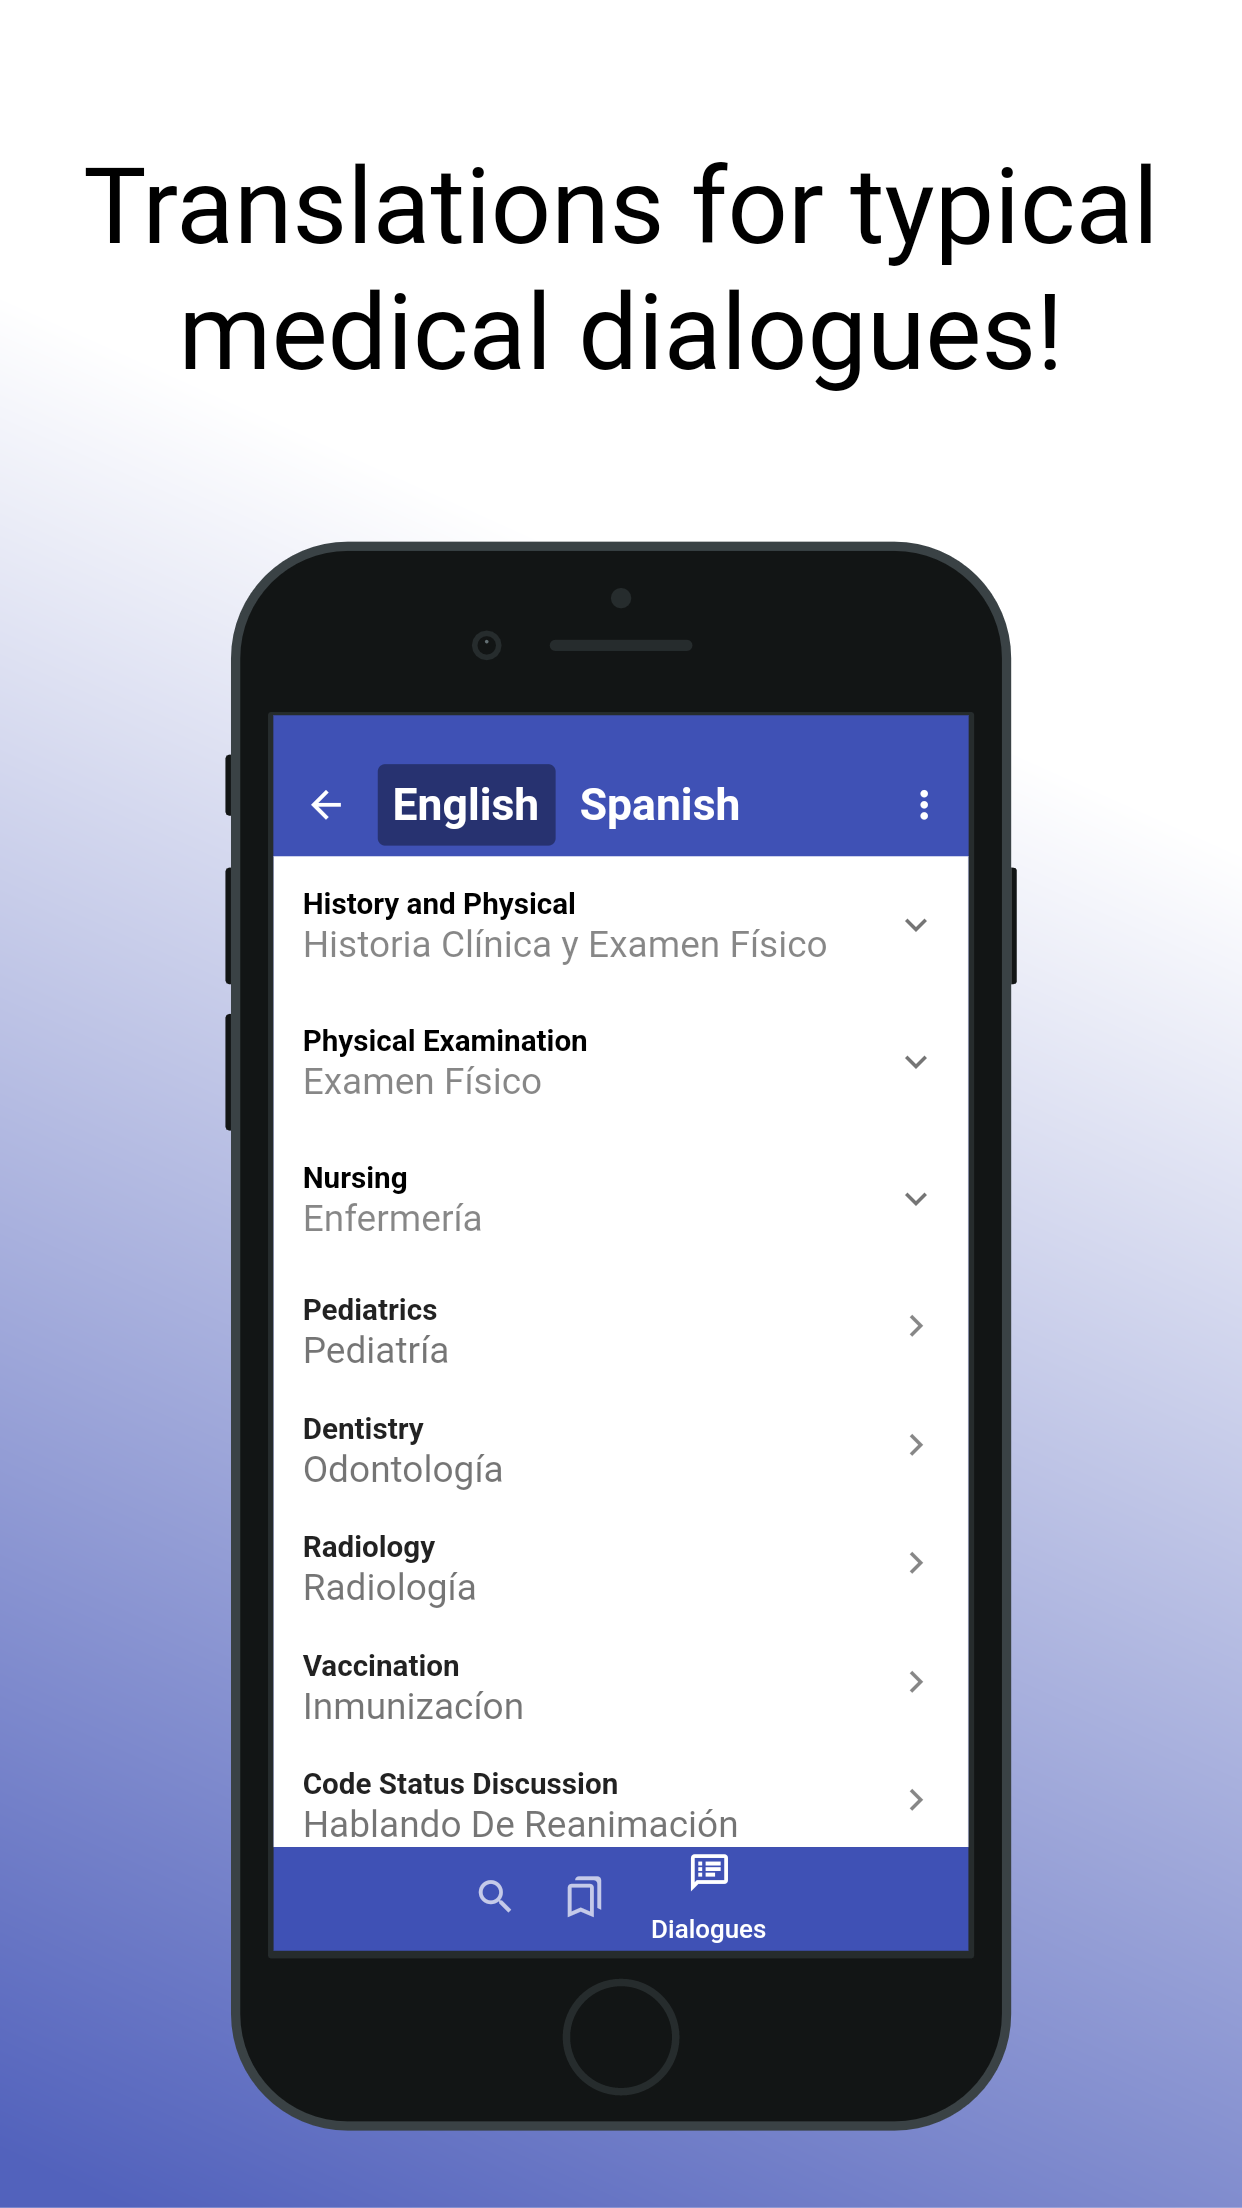 Translations for typical
medical dialogues!
English Spanish
History and Physical
Historia Clínica y Examen Físico
Physical Examination
Examen Físico
Nursing
Enfermería
Pediatrics
Pediatría
Dentistry
Odontología
Radiology
Radiología
Vaccination
Inmunizacíon
Code Status Discussion
Hablando De Reanimación
Dialogues